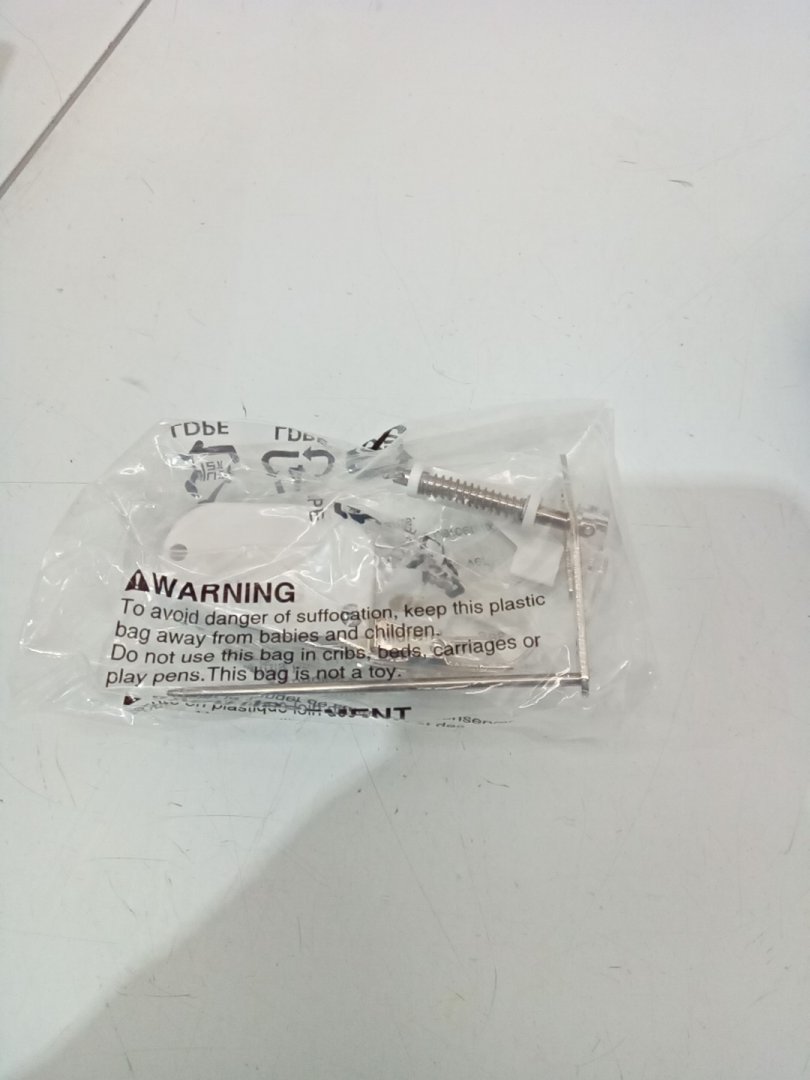 LDPE
LDPE
PE
⚠WARNING
To avoid danger of suffocation, keep this plastic
bag away from babies and children.
Do not use this bag in cribs, beds, carriages or
play pens.This bag is not a toy.